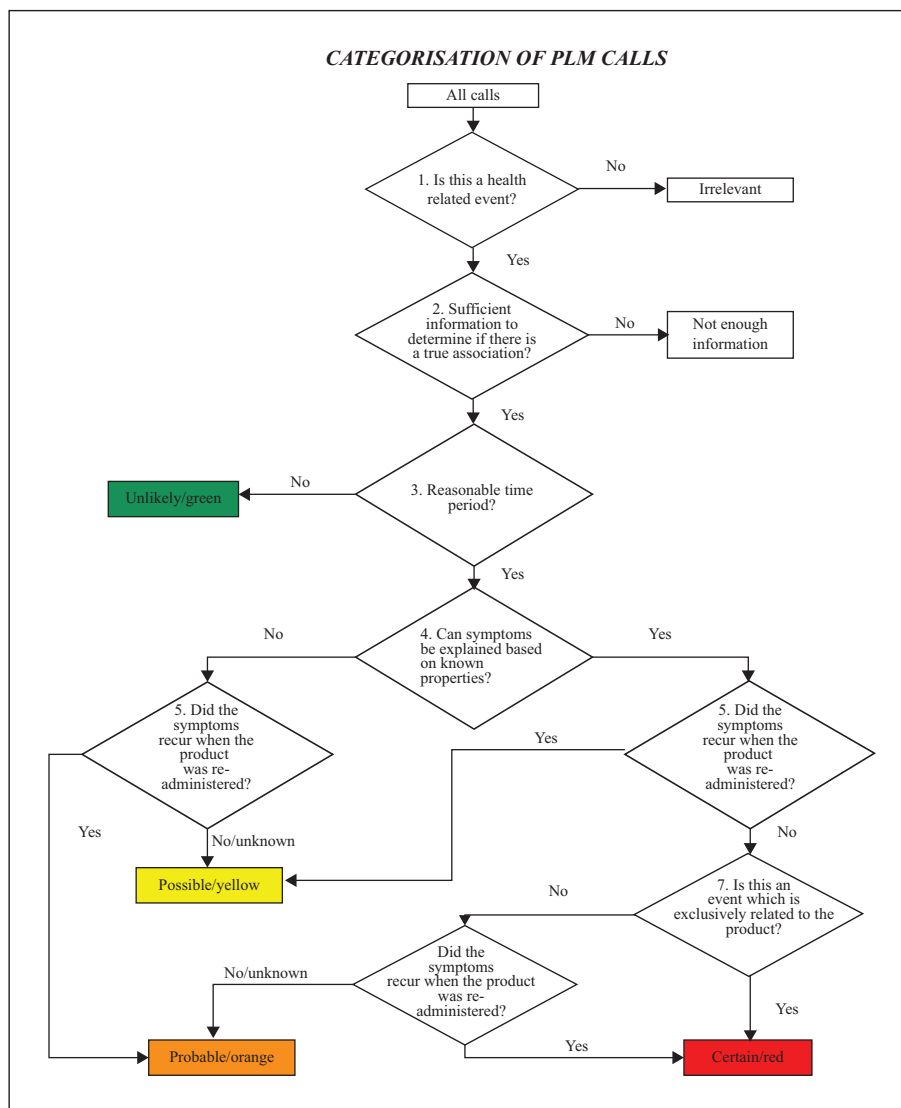 CATEGORISATION OF PLM CALLS
All calls
1. Is this a health
related event?
No
Irrelevant
Yes
2. Sufficient
information to
determine if there is
a true association?
No
Not enough
information
Yes
3. Reasonable time
period?
No
Unlikely/green
Yes
4. Can symptoms
be explained based
on known
properties?
No
Yes
5. Did the
symptoms
recur when the
product
was re-
administered?
Yes
No/unknown
5. Did the
symptoms
recur when the
product
was re-
administered?
Yes
No
Possible/yellow
7. Is this an
event which is
exclusively related to the
product?
No
Yes
Did the
symptoms
recur when the product
was re-
administered?
No/unknown
Yes
Probable/orange
Certain/red